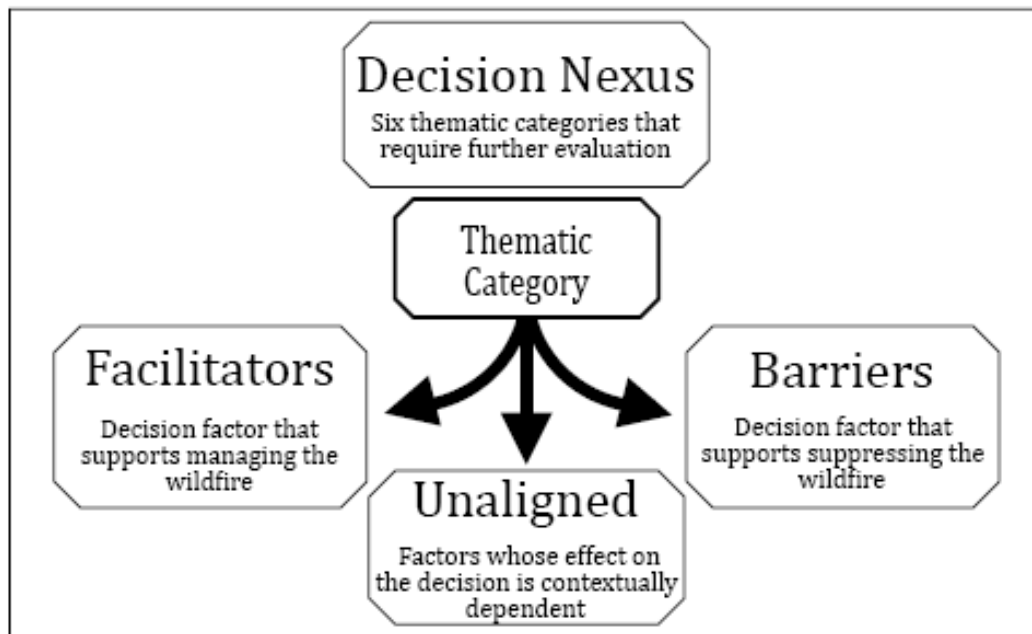 Decision Nexus
Six thematic categories that
require further evaluation
Thematic
Category
Facilitators
Decision factor that
supports managing the
wildfire
Barriers
Decision factor that
supports suppressing the
wildfire
Unaligned
Factors whose effect on
the decision is contextually
dependent